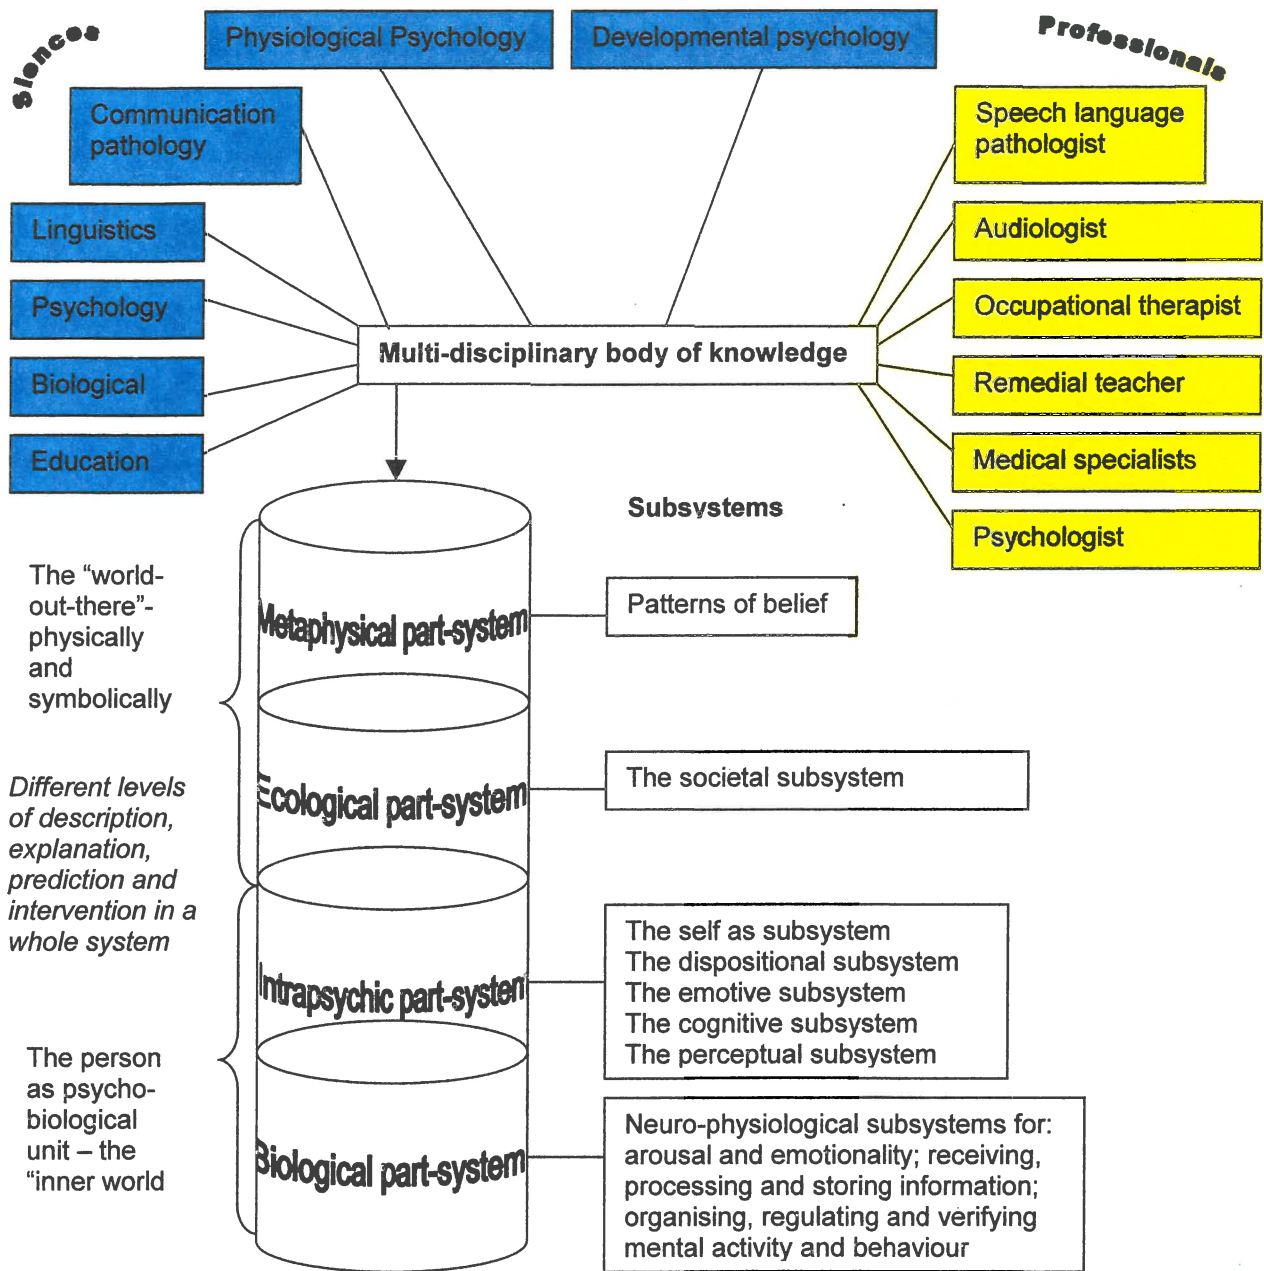 Siences
Physiological Psychology
Developmental psychology
Professionals
Communication
pathology
Speech language
pathologist
Linguistics
Audiologist
Psychology
Occupational therapist
Multi-disciplinary body of knowledge
Biological
Remedial teacher
Education
Medical specialists
Psychologist
Subsystems
The “world-
out-there”-
physically
and
symbolically
Metaphysical part-system
Patterns of belief
Different levels
of description,
explanation,
prediction and
intervention in a
whole system
Ecological part-system
The societal subsystem
Intrapsychic part-system
The self as subsystem
The dispositional subsystem
The emotive subsystem
The cognitive subsystem
The perceptual subsystem
The person
as psycho-
biological
unit – the
“inner world
Biological part-system
Neuro-physiological subsystems for:
arousal and emotionality; receiving,
processing and storing information;
organising, regulating and verifying
mental activity and behaviour